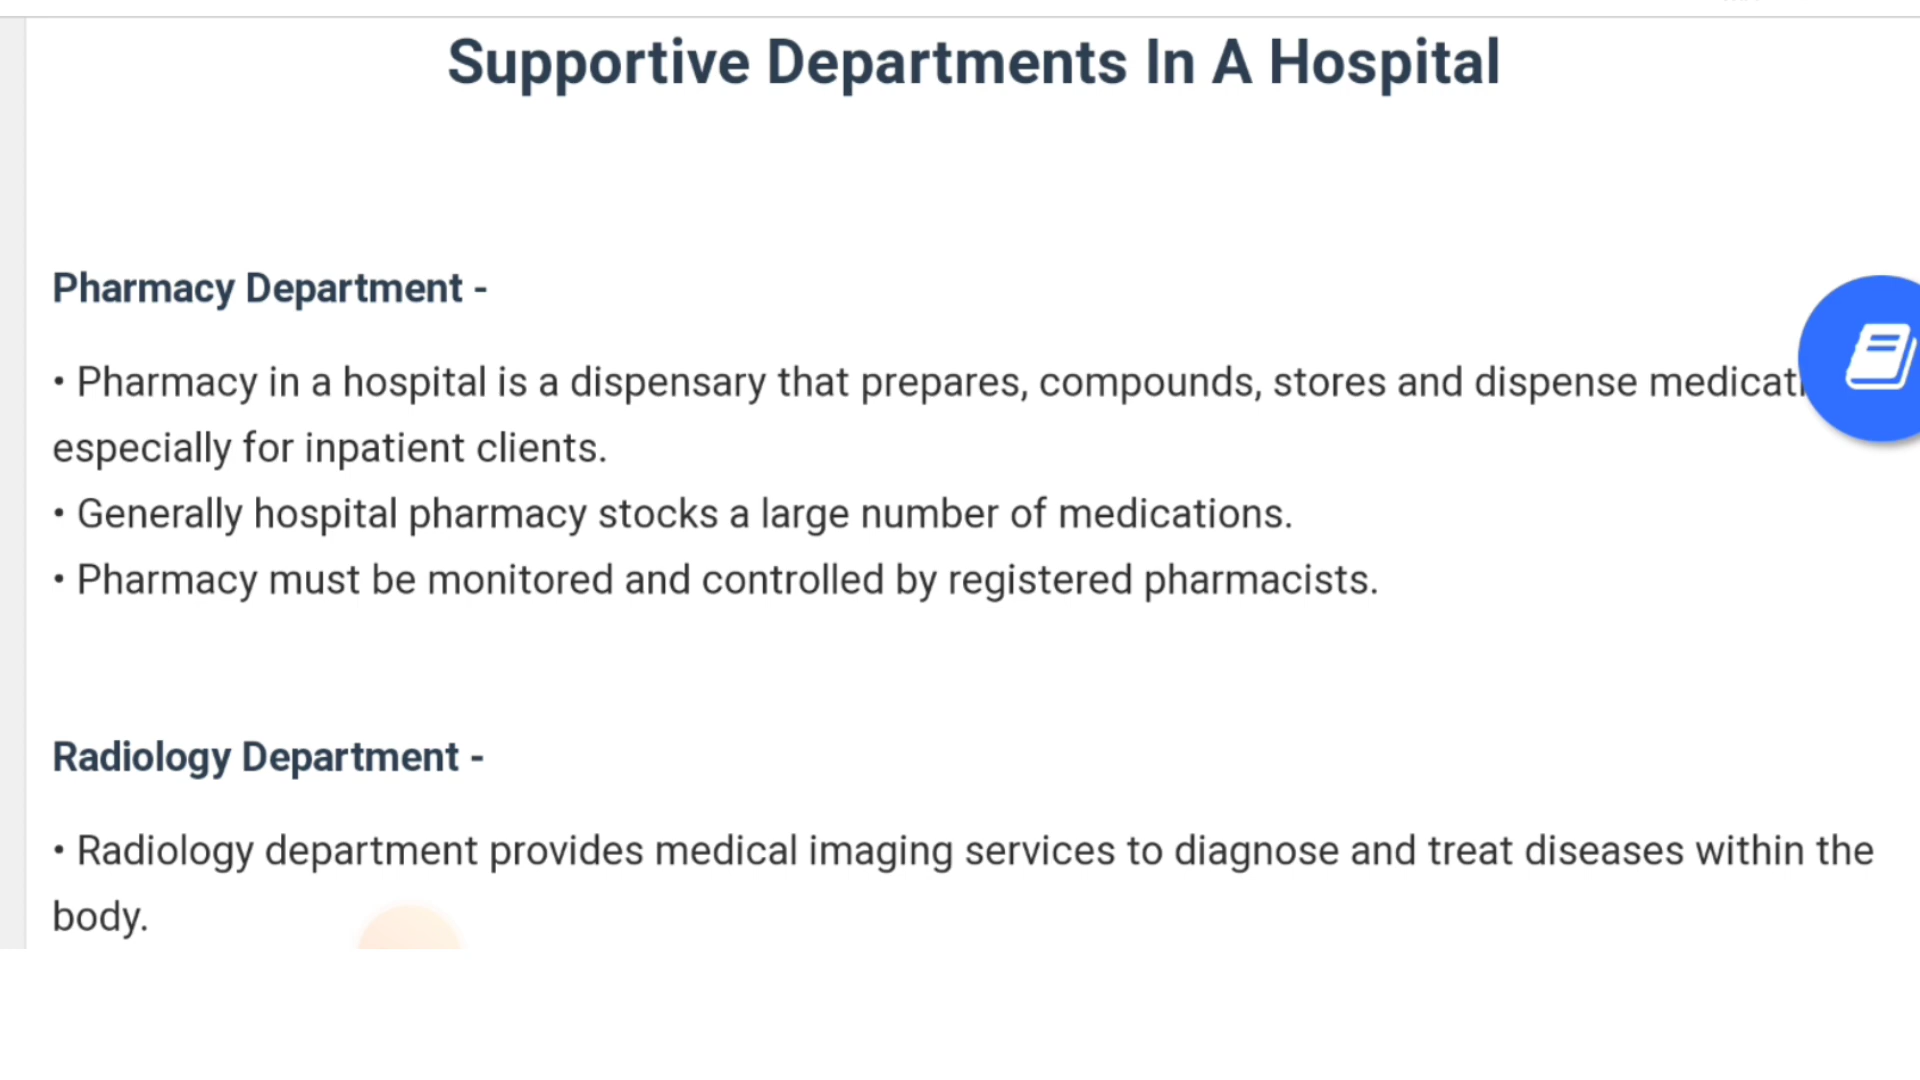 Supportive Departments In A Hospital
Pharmacy Department -
• Pharmacy in a hospital is a dispensary that prepares, compounds, stores and dispense
especially for inpatient clients.
• Generally hospital pharmacy stocks a large number of medications.
• Pharmacy must be monitored and controlled by registered pharmacists.
Radiology Department -
• Radiology department provides medical imaging services to diagnose and treat diseases within the
body.